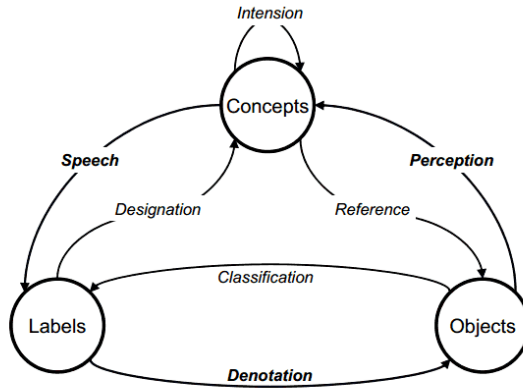 Intension
Concepts
Speech
Perception
Designation
Reference
Classification
Labels
Objects
Denotation